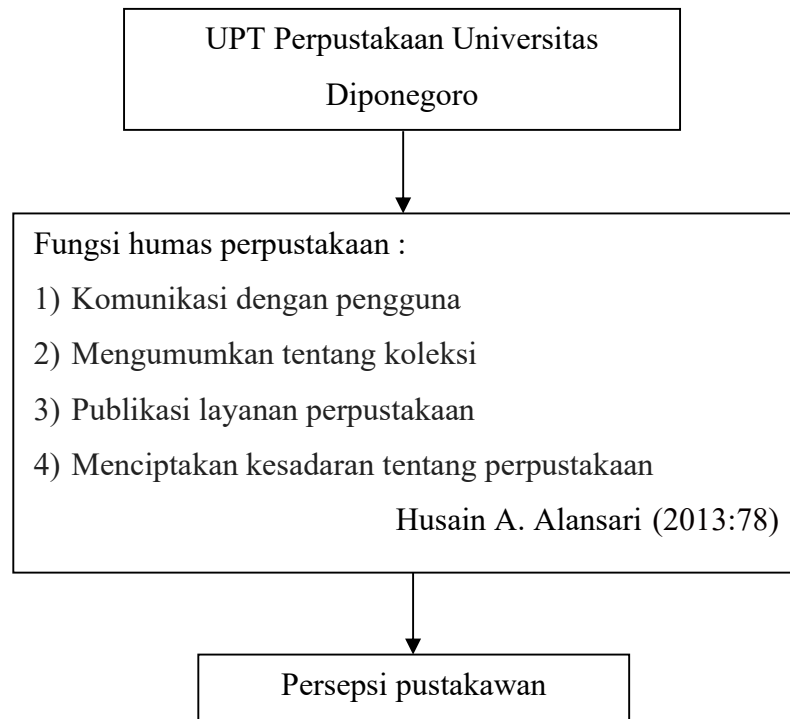 UPT Perpustakaan Universitas
Diponegoro
Fungsi humas perpustakaan :
1) Komunikasi dengan pengguna
2) Mengumumkan tentang koleksi
3) Publikasi layanan perpustakaan
4) Menciptakan kesadaran tentang perpustakaan
Husain A. Alansari (2013:78)
Persepsi pustakawan